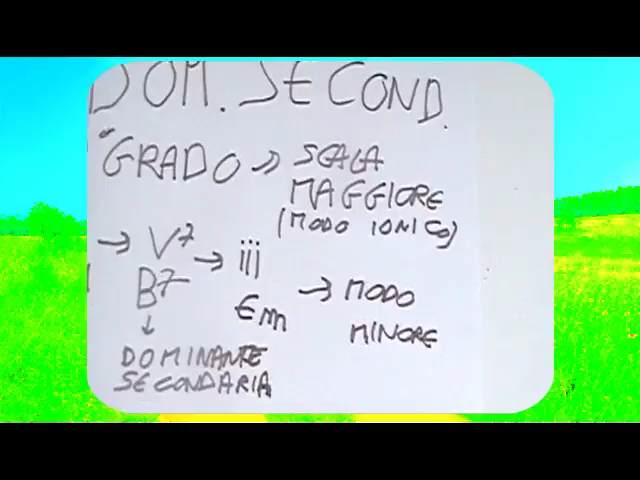 DOM. SECOND.
° GRADO → SCALA
MAGGIORE
(MODO IONICO)
→ V7 → iii
B7 Em → MODO
MINORE
↓
DOMINANTE
SECONDARIA